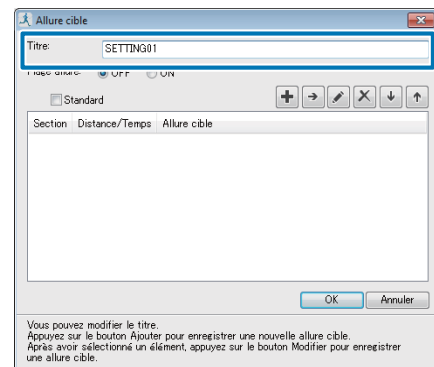 Allure cible
Titre: SETTING01
OFF ON
Standard
Section Distance/Temps Allure cible
OK Annuler
Vous pouvez modifier le titre.
Appuyez sur le bouton Ajouter pour enregistrer une nouvelle allure cible.
Après avoir sélectionné un élément, appuyez sur le bouton Modifier pour enregistrer
une allure cible.